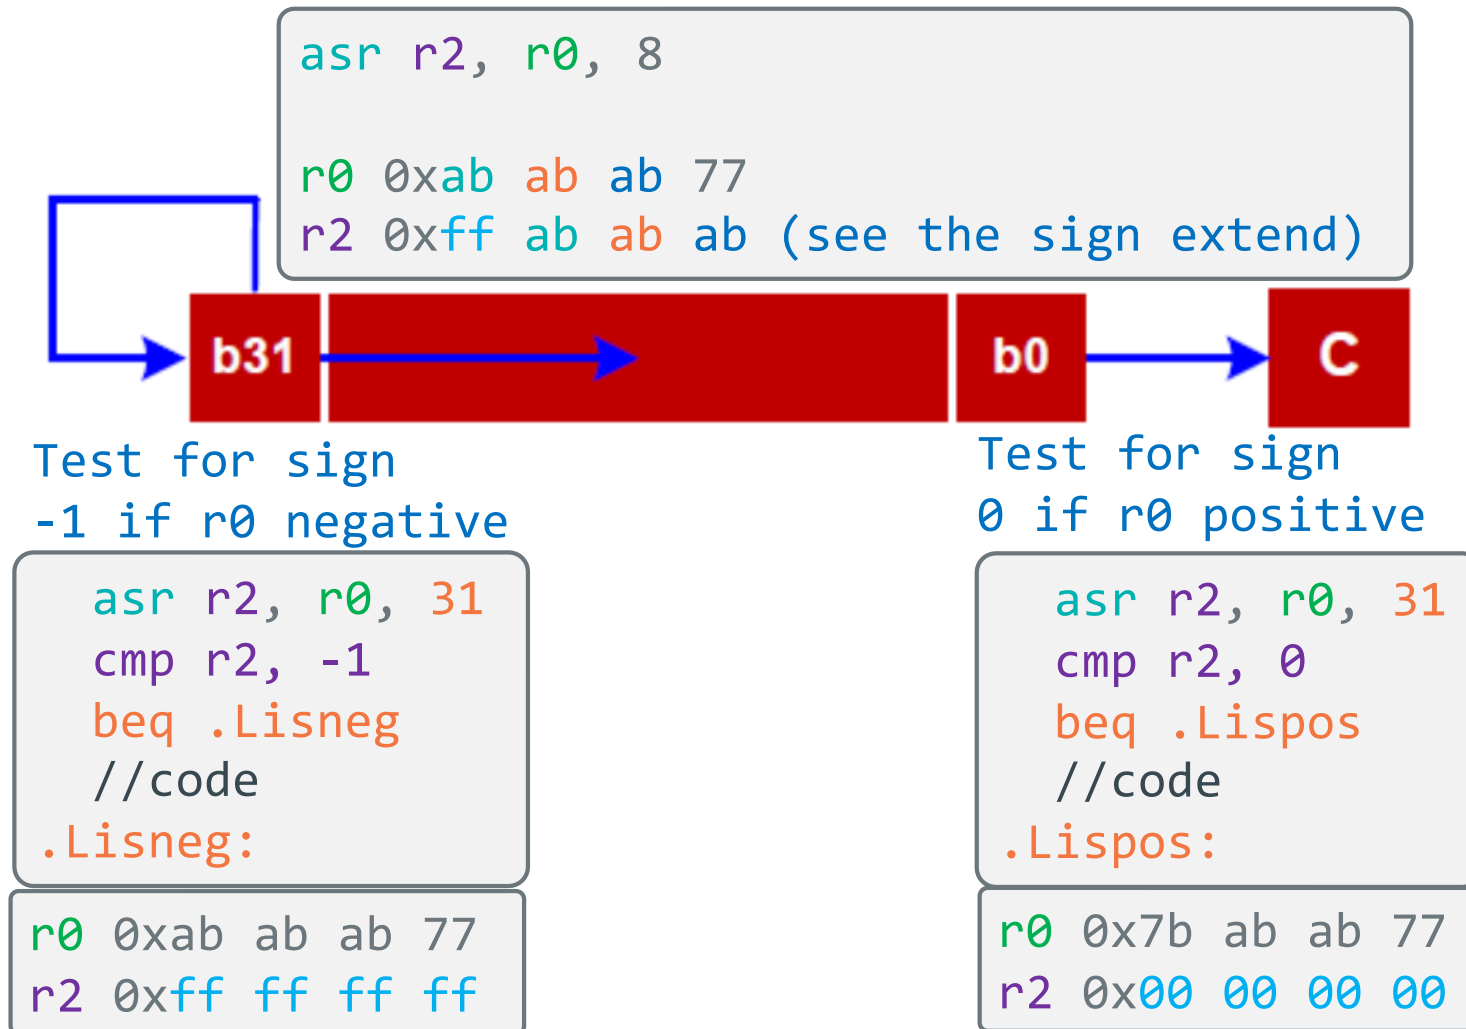 asr r2, r0, 8
r0 0xab ab ab 77
r2 0xff ab ab ab (see the sign extend)
b31
b0
C
Test for sign
-1 if r0 negative
asr r2, r0, 31
cmp r2, -1
beq .Lisneg
//code
.Lisneg:
r0 0xab ab ab 77
r2 0xff ff ff ff
Test for sign
0 if r0 positive
asr r2, r0, 31
cmp r2, 0
beq .Lispos
//code
.Lispos:
r0 0x7b ab ab 77
r2 0x00 00 00 00